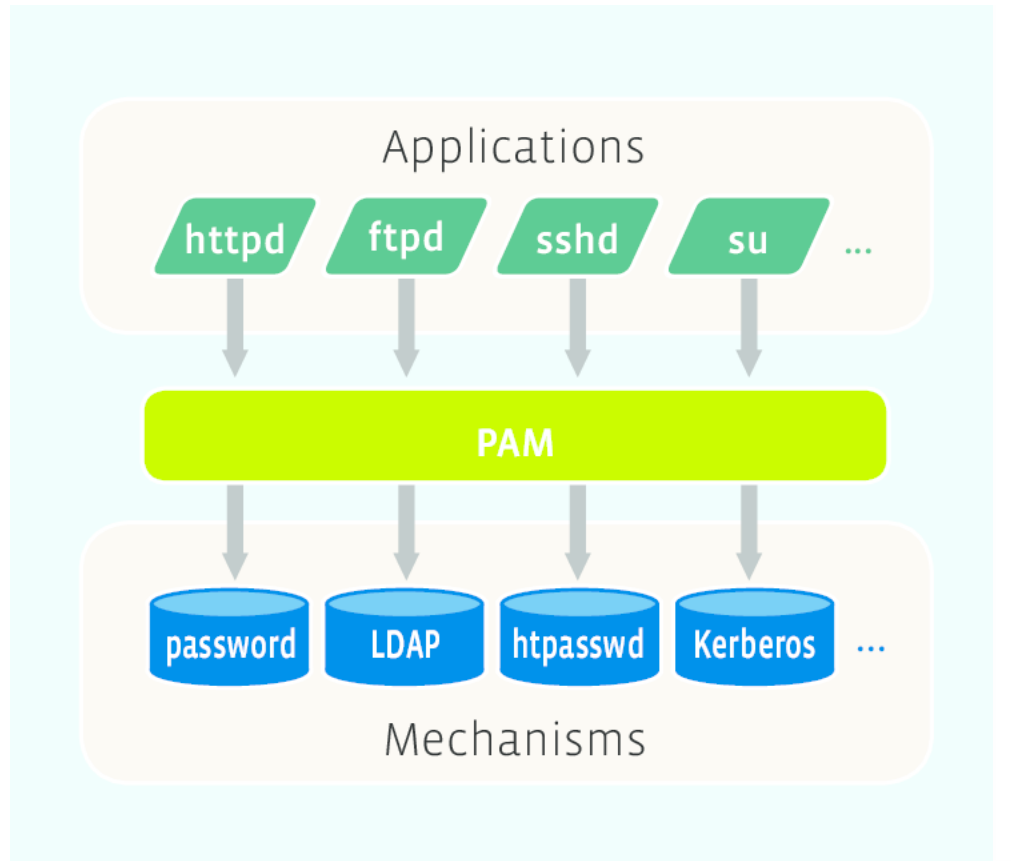 Applications
httpd ftpd sshd su ...
PAM
password LDAP htpasswd Kerberos ...
Mechanisms